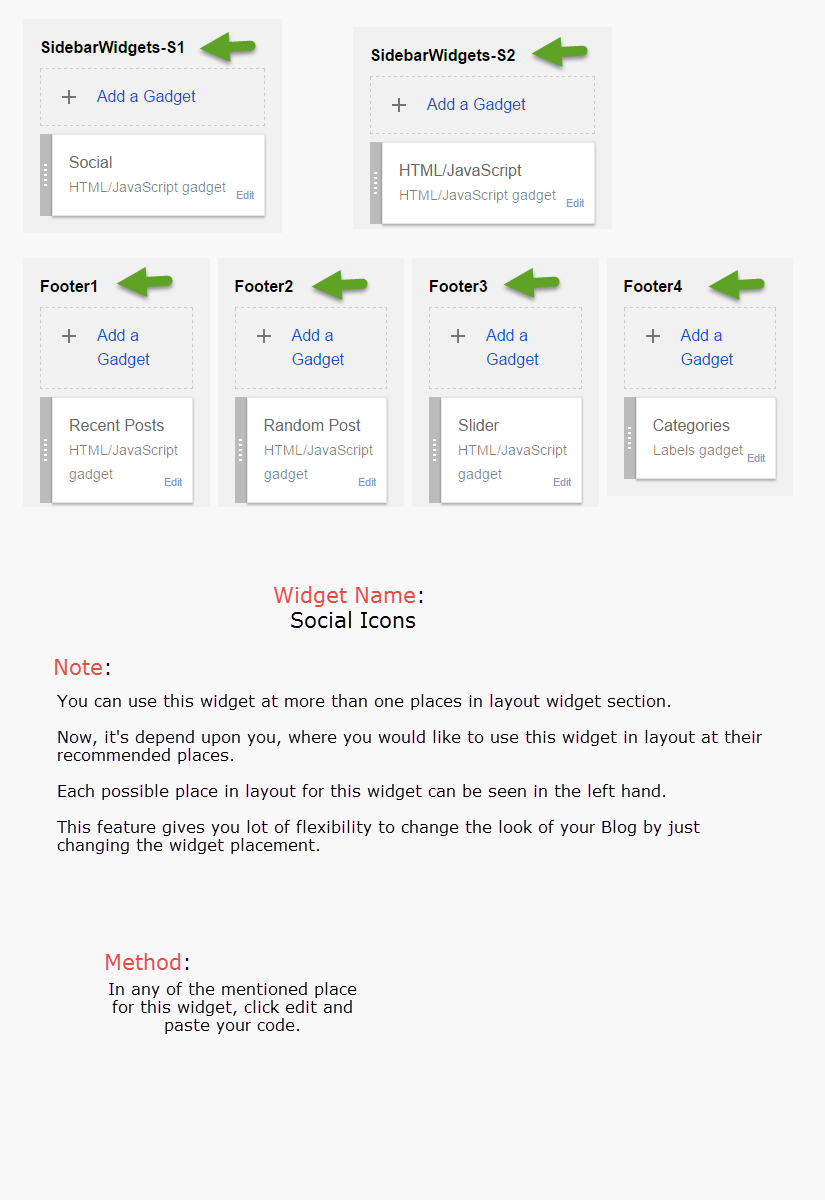 SidebarWidgets-S1
+ Add a Gadget
Social
HTML/JavaScript gadget
Edit
SidebarWidgets-S2
+ Add a Gadget
HTML/JavaScript
HTML/JavaScript gadget
Edit
Footer1
+ Add a
Gadget
Recent Posts
HTML/JavaScript
gadget
Edit
Footer2
+ Add a
Gadget
Random Post
HTML/JavaScript
gadget
Edit
Footer3
+ Add a
Gadget
Slider
HTML/JavaScript
gadget
Edit
Footer4
+ Add a
Gadget
Categories
Labels gadget
Edit
Widget Name:
Social Icons
Note:
You can use this widget at more than one places in layout widget section.
Now, it's depend upon you, where you would like to use this widget in layout at their
recommended places.
Each possible place in layout for this widget can be seen in the left hand.
This feature gives you lot of flexibility to change the look of your Blog by just
changing the widget placement.
Method:
In any of the mentioned place
for this widget, click edit and
paste your code.